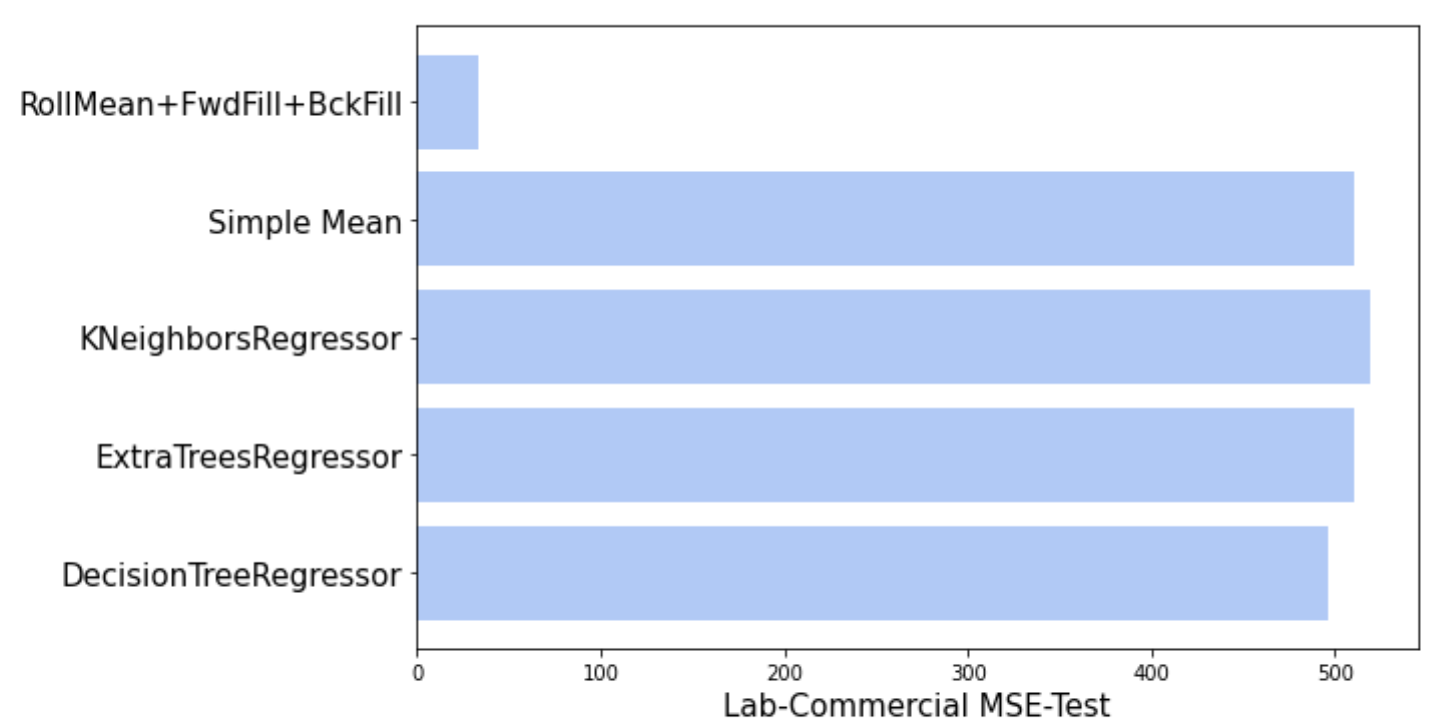 RollMean+FwdFill+BckFill
Simple Mean
KNeighborsRegressor
ExtraTreesRegressor
DecisionTreeRegressor
0 100 200 300 400 500
Lab-Commercial MSE-Test